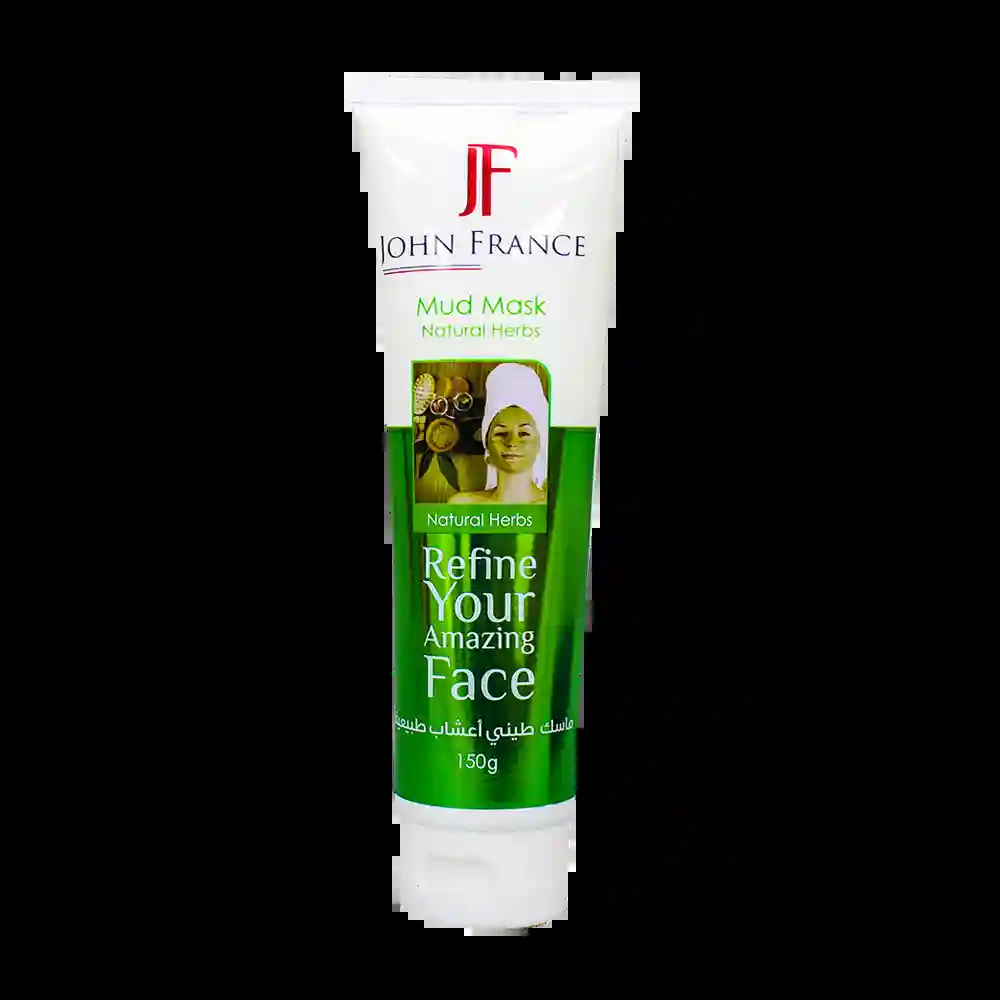 JF
JOHN FRANCE
Mud Mask
Natural Herbs
Natural Herbs
Refine
Your
Amazing
Face
ماسك طيني أعشاب طبيعية
150g